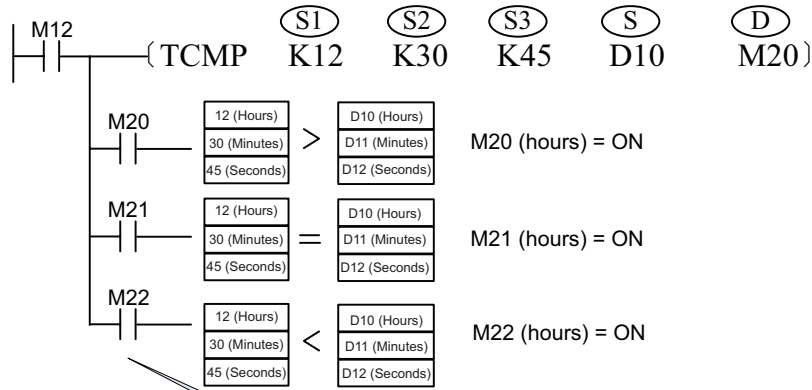 S1 S2 S3 S D
M12
TCMP K12 K30 K45 D10 M20
M20
12 (Hours) D10 (Hours)
30 (Minutes) > D11 (Minutes) M20 (hours) = ON
45 (Seconds) D12 (Seconds)
M21
12 (Hours) D10 (Hours)
30 (Minutes) = D11 (Minutes) M21 (hours) = ON
45 (Seconds) D12 (Seconds)
M22
12 (Hours) D10 (Hours)
30 (Minutes) < D11 (Minutes) M22 (hours) = ON
45 (Seconds) D12 (Seconds)